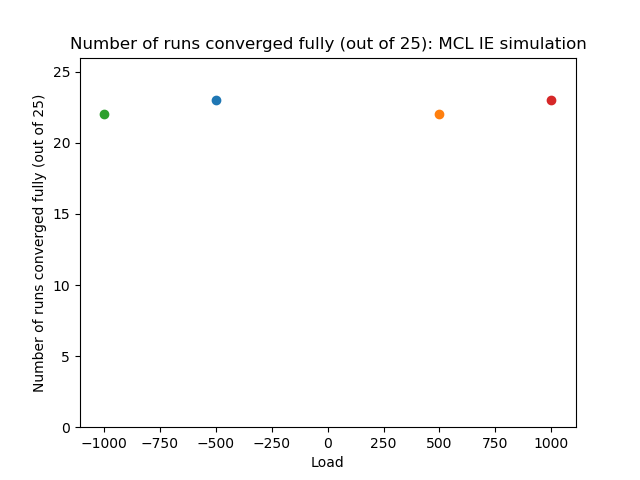 Number of runs converged fully (out of 25): MCL IE simulation
Number of runs converged fully (out of 25)
25
20
15
10
5
0
−1000 −750 −500 −250 0 250 500 750 1000
Load